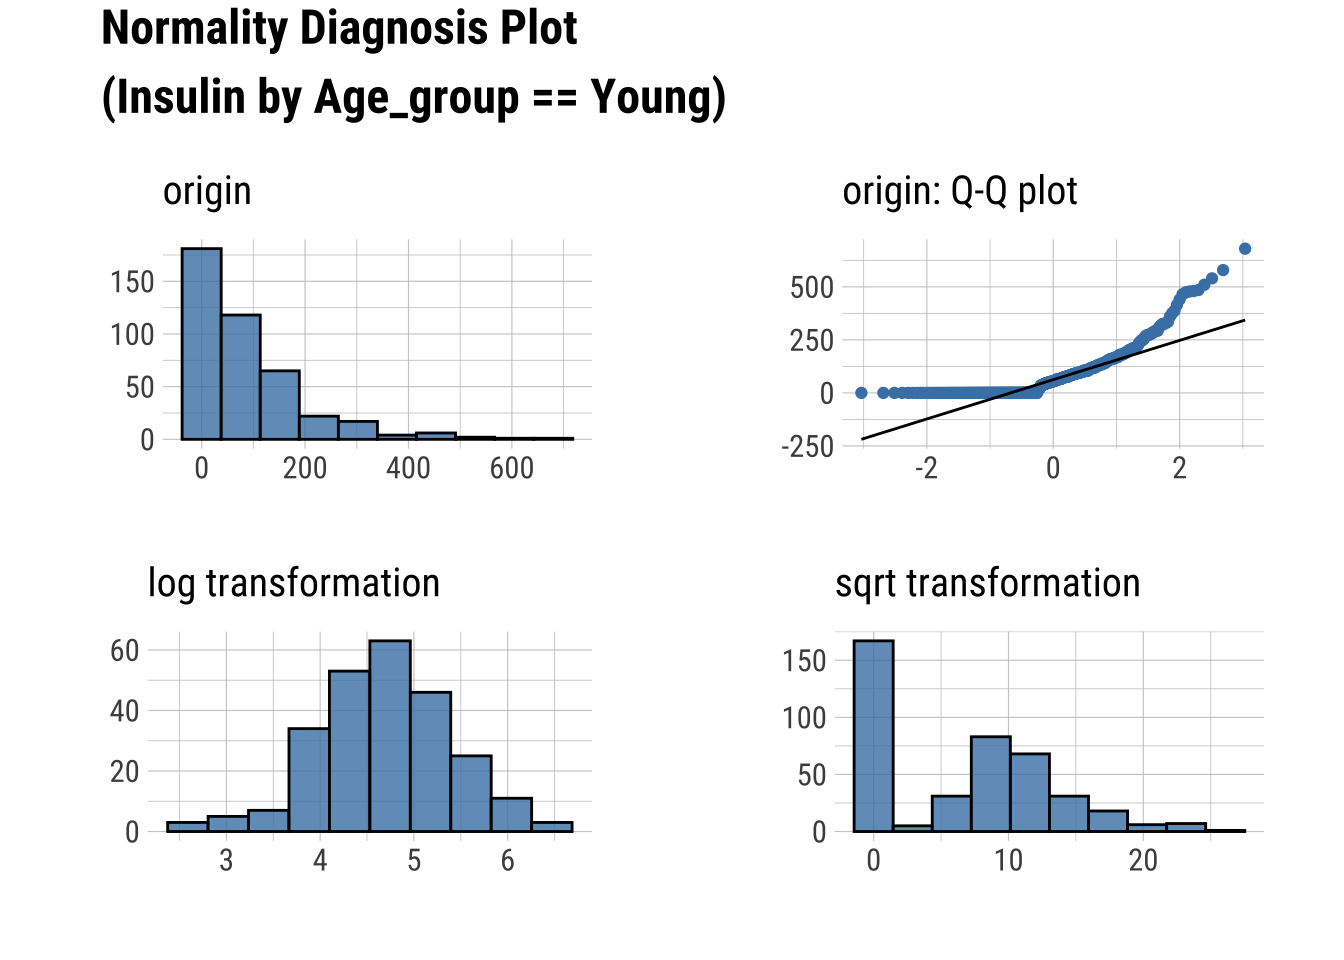 Normality Diagnosis Plot
(Insulin by Age_group == Young)
origin
150
100
50
0
0 200 400 600
origin: Q-Q plot
500
250
0
-250
-2 0 2
log transformation
60
40
20
0
3 4 5 6
sqrt transformation
150
100
50
0
0 10 20